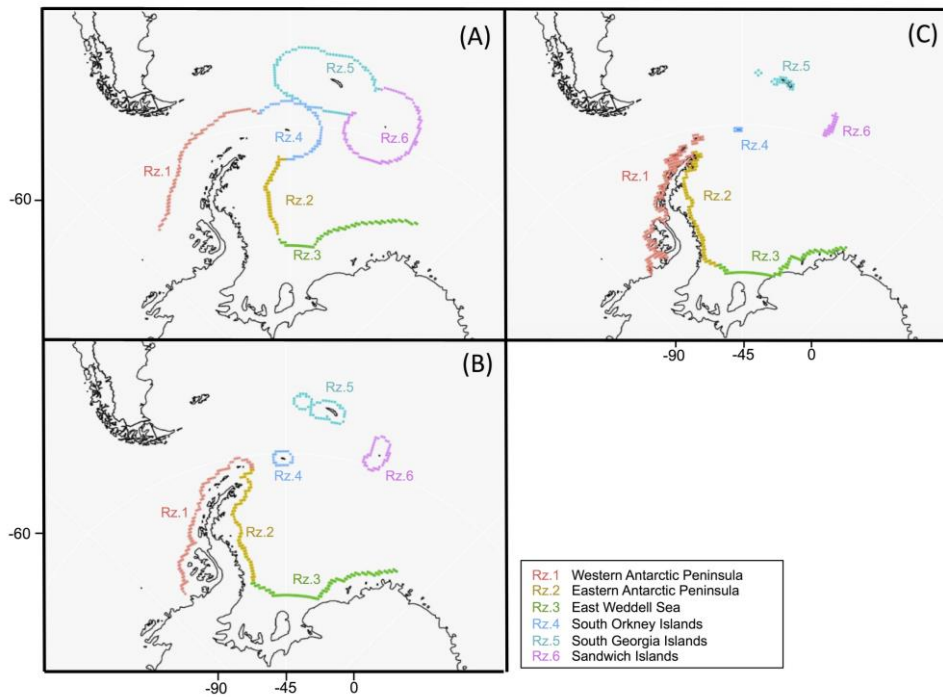 (A)
Rz.5
Rz.4
Rz.6
Rz.1
Rz.2
Rz.3
-60
(C)
Rz.5
Rz.4
Rz.6
Rz.1
Rz.2
Rz.3
-90 -45 0
(B)
Rz.5
Rz.4
Rz.6
Rz.1
Rz.2
Rz.3
-60
-90 -45 0
Rz.1 Western Antarctic Peninsula
Rz.2 Eastern Antarctic Peninsula
Rz.3 East Weddell Sea
Rz.4 South Orkney Islands
Rz.5 South Georgia Islands
Rz.6 Sandwich Islands